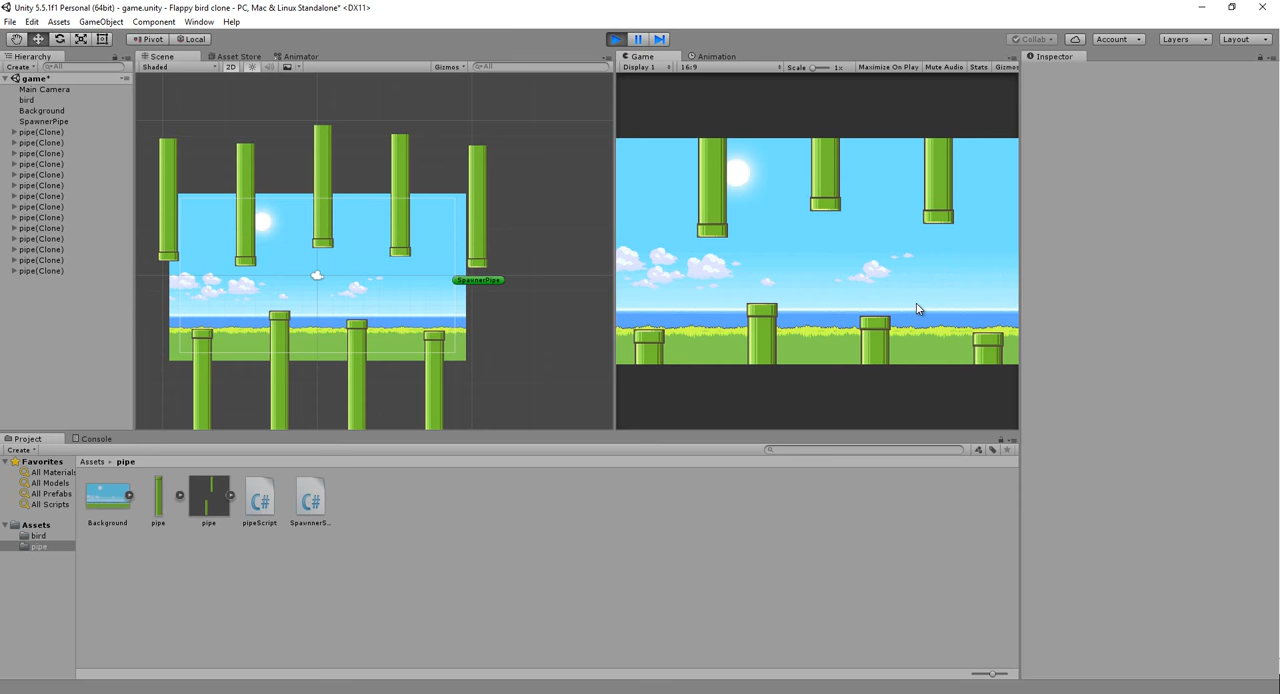 Unity 5.5.1f1 Personal (64bit) - game.unity - Flappy bird clone - PC, Mac & Linux Standalone* <DX11>
File Edit Assets GameObject Component Window Help
Pivot Local Collab Account Layers Layout
Hierarchy Scene Asset Store Animator Game Animation Inspector
Create All Shaded 2D Gizmos All Display 1 16:9 Scale 1x Maximize On Play Mute Audio Stats Gizmos
game*
Main Camera
bird
Background
SpawnerPipe
pipe(Clone)
pipe(Clone)
pipe(Clone)
pipe(Clone)
pipe(Clone)
pipe(Clone)
pipe(Clone)
pipe(Clone)
pipe(Clone)
pipe(Clone)
pipe(Clone)
pipe(Clone)
pipe(Clone)
pipe(Clone)
SpawnerPipe
Project Console
Create
Favorites
All Materials
All Models
All Prefabs
All Scripts
Assets
bird
pipe
Assets pipe
C# C#
Background pipe pipe pipeScript SpawnnerS...